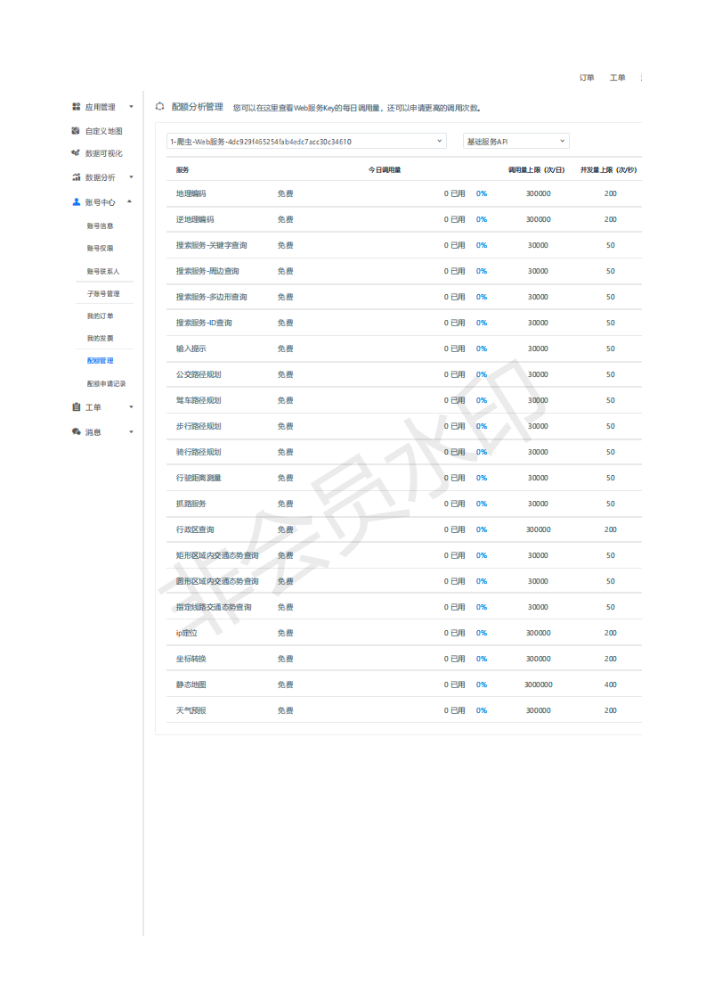 订单 工单
应用管理
自定义地图
数据可视化
数据分析
账号中心
账号信息
账号权限
账号联系人
子账号管理
我的订单
我的发票
配额管理
配额申请记录
工单
消息
配额分析管理 您可以在这里查看Web服务Key的每日调用量，还可以申请更高的调用次数。
1-爬虫-Web服务-4dc929f465254fab4edc7acc30c34610 基础服务API
服务 今日调用量 调用量上限（次/日） 并发量上限（次/秒）
地理编码 免费 0 已用 0% 300000 200
逆地理编码 免费 0 已用 0% 300000 200
搜索服务-关键字查询 免费 0 已用 0% 30000 50
搜索服务-周边查询 免费 0 已用 0% 30000 50
搜索服务-多边形查询 免费 0 已用 0% 30000 50
搜索服务-ID查询 免费 0 已用 0% 30000 50
输入提示 免费 0 已用 0% 30000 50
公交路径规划 免费 0 已用 0% 30000 50
驾车路径规划 免费 0 已用 0% 30000 50
步行路径规划 免费 0 已用 0% 30000 50
骑行路径规划 免费 0 已用 0% 30000 50
行驶距离测量 免费 0 已用 0% 30000 50
抓路服务 免费 0 已用 0% 30000 50
行政区查询 免费 0 已用 0% 300000 200
矩形区域内交通态势查询 免费 0 已用 0% 30000 50
圆形区域内交通态势查询 免费 0 已用 0% 30000 50
指定线路交通态势查询 免费 0 已用 0% 30000 50
ip定位 免费 0 已用 0% 300000 200
坐标转换 免费 0 已用 0% 300000 200
静态地图 免费 0 已用 0% 3000000 400
天气预报 免费 0 已用 0% 300000 200
非会员水印